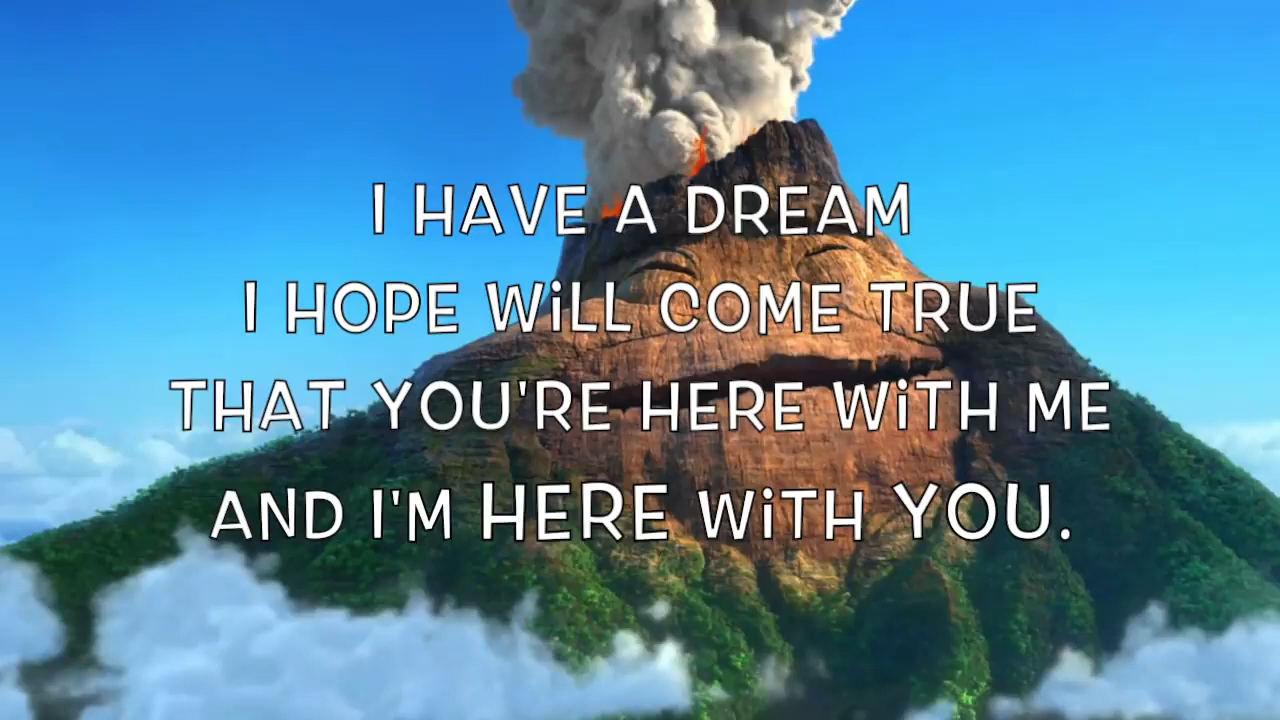 I HAVE A DREAM
I HOPE WiLL COME TRUE
THAT YOU'RE HERE WiTH ME
AND I'M HERE WiTH YOU.